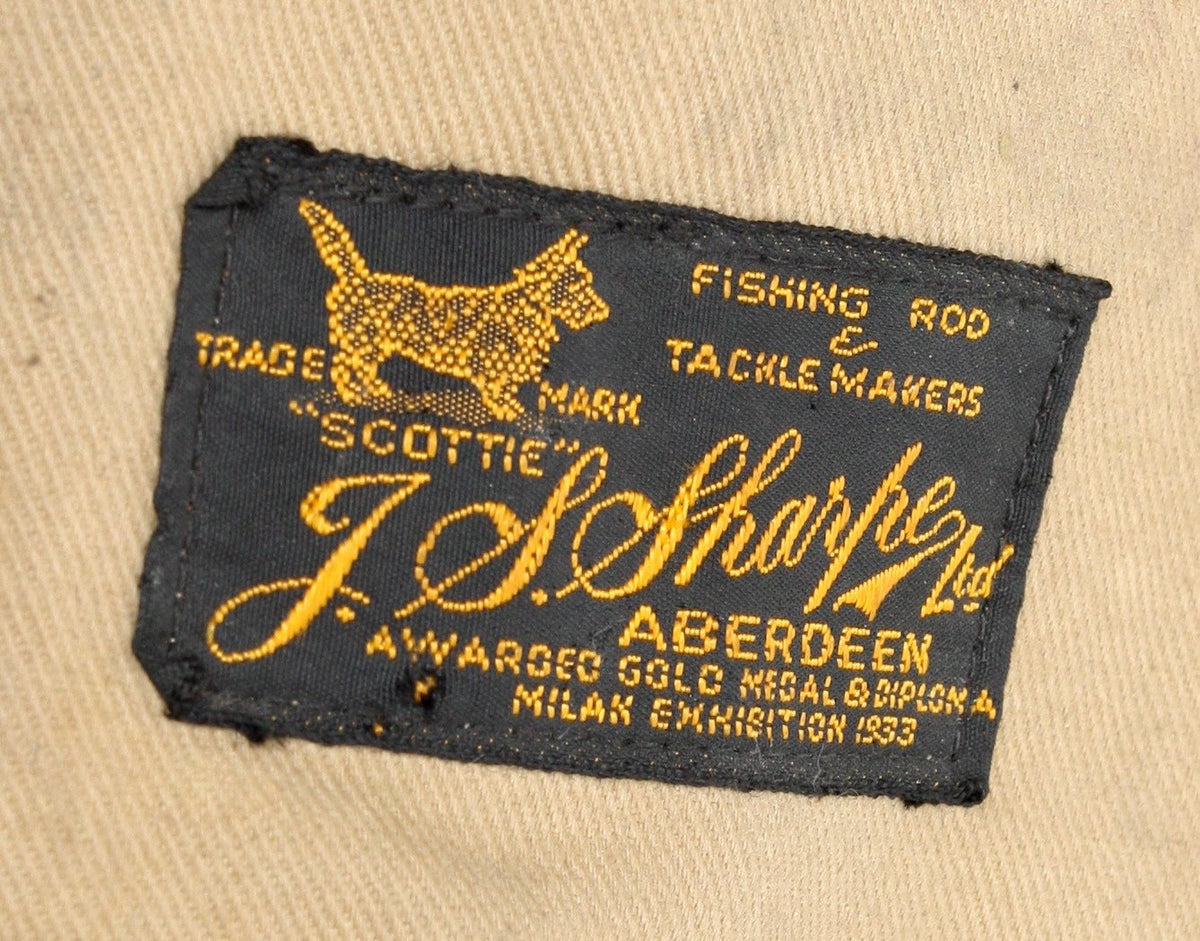 FISHING ROD
&
TACKLE MAKERS
TRADE MARK
"SCOTTIE"
J. S. Sharpe Ltd
ABERDEEN
AWARDED GOLD MEDAL & DIPLOMA
MILAN EXHIBITION 1933